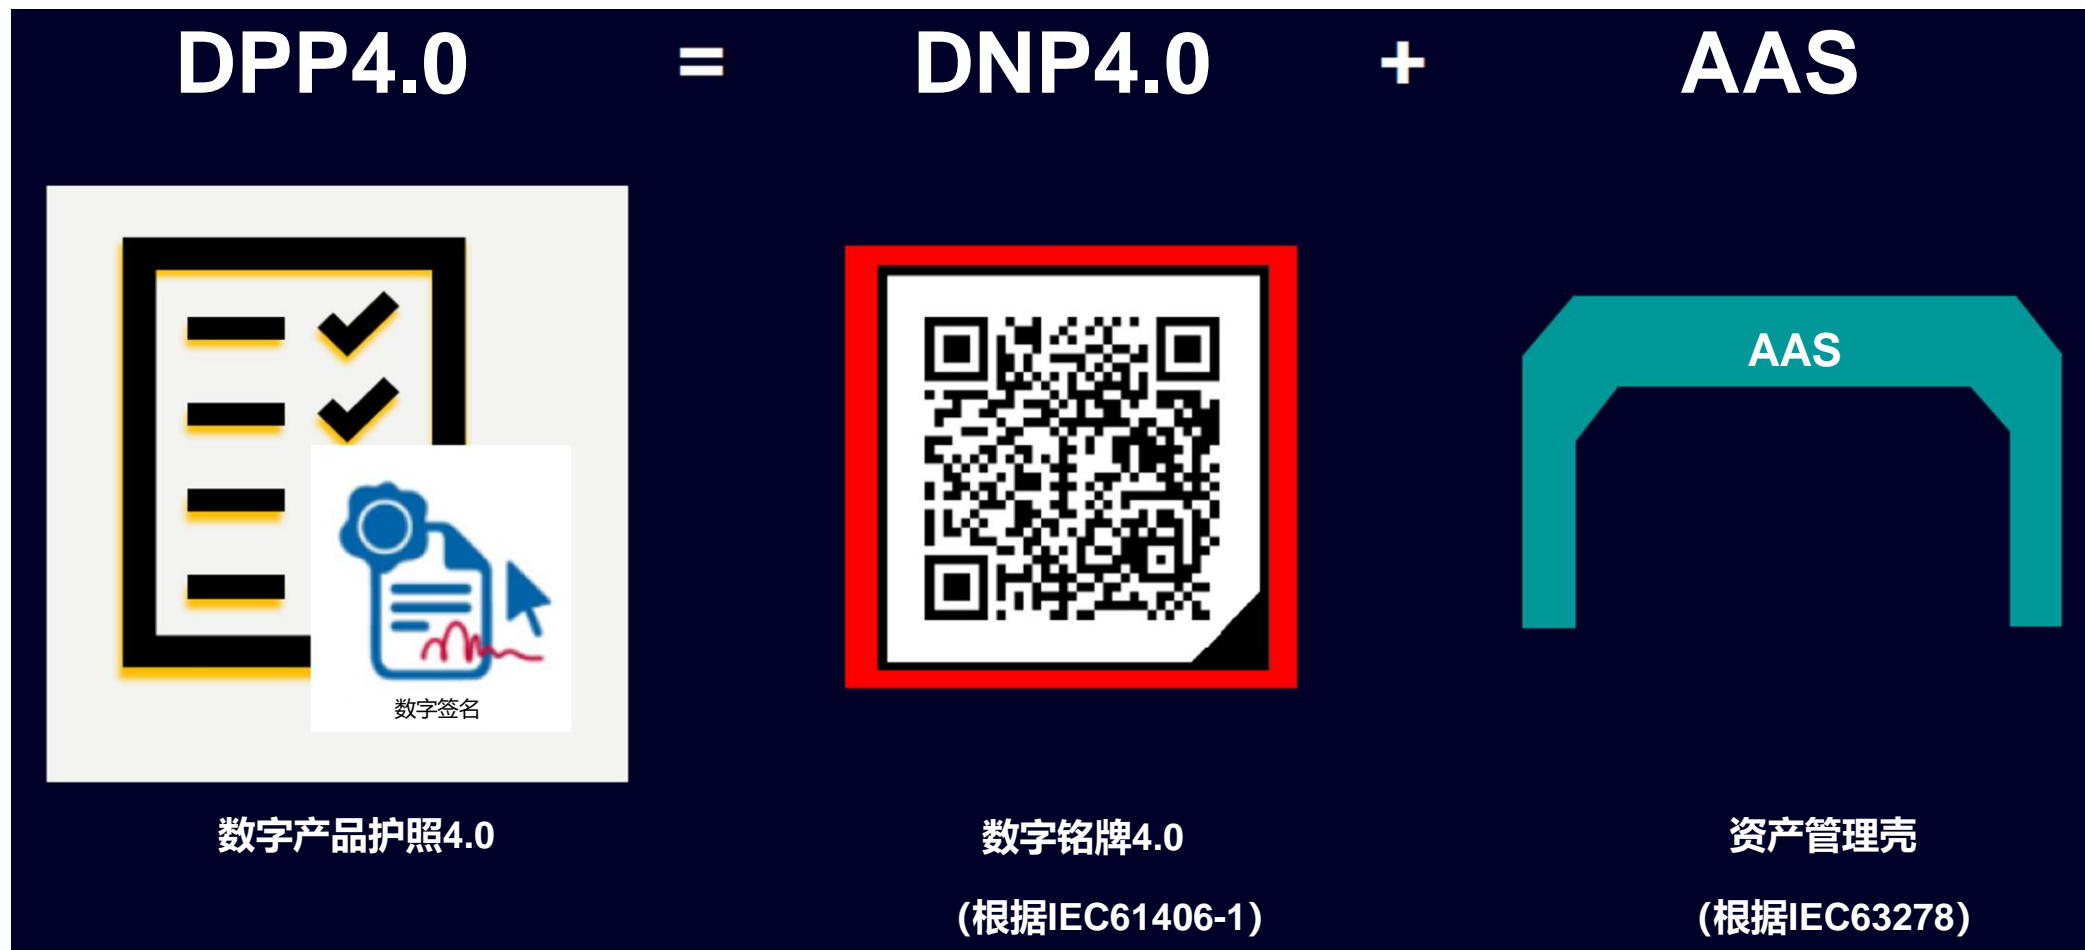 DPP4.0 = DNP4.0 + AAS
AAS
数字签名
数字产品护照4.0
数字铭牌4.0
资产管理壳
（根据IEC61406-1）
（根据IEC63278）